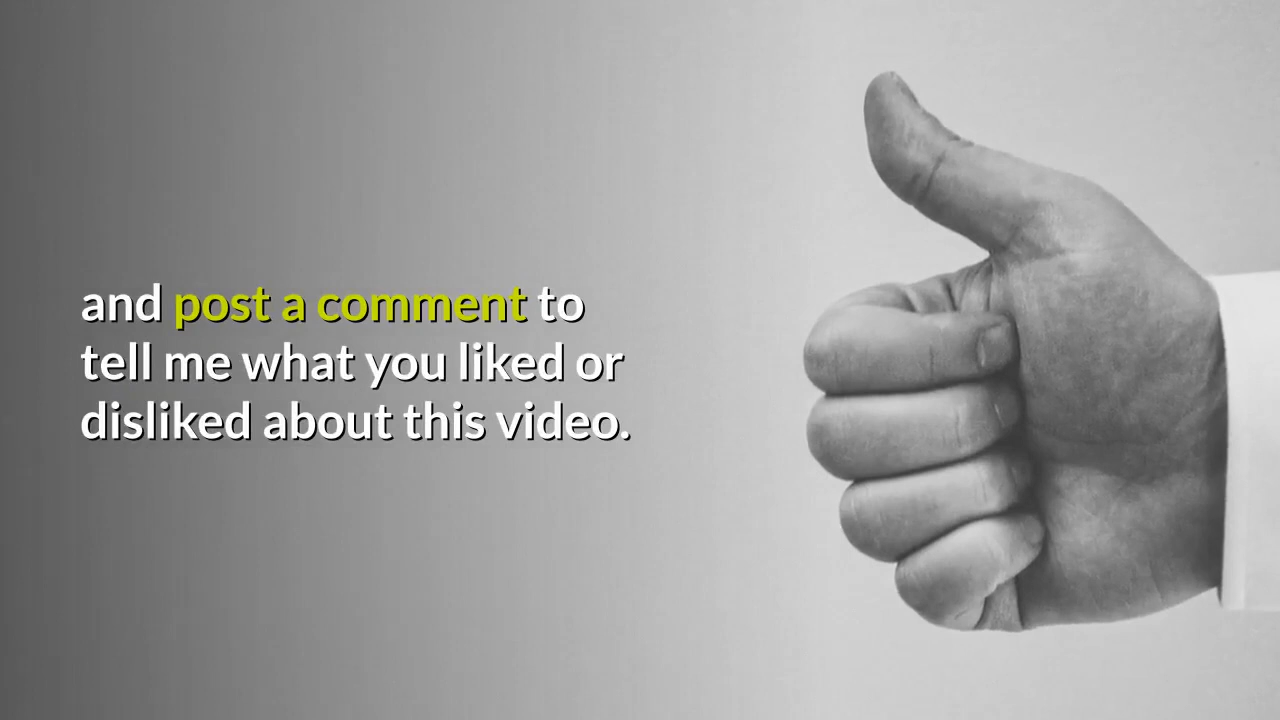 and post a comment to
tell me what you liked or
disliked about this video.